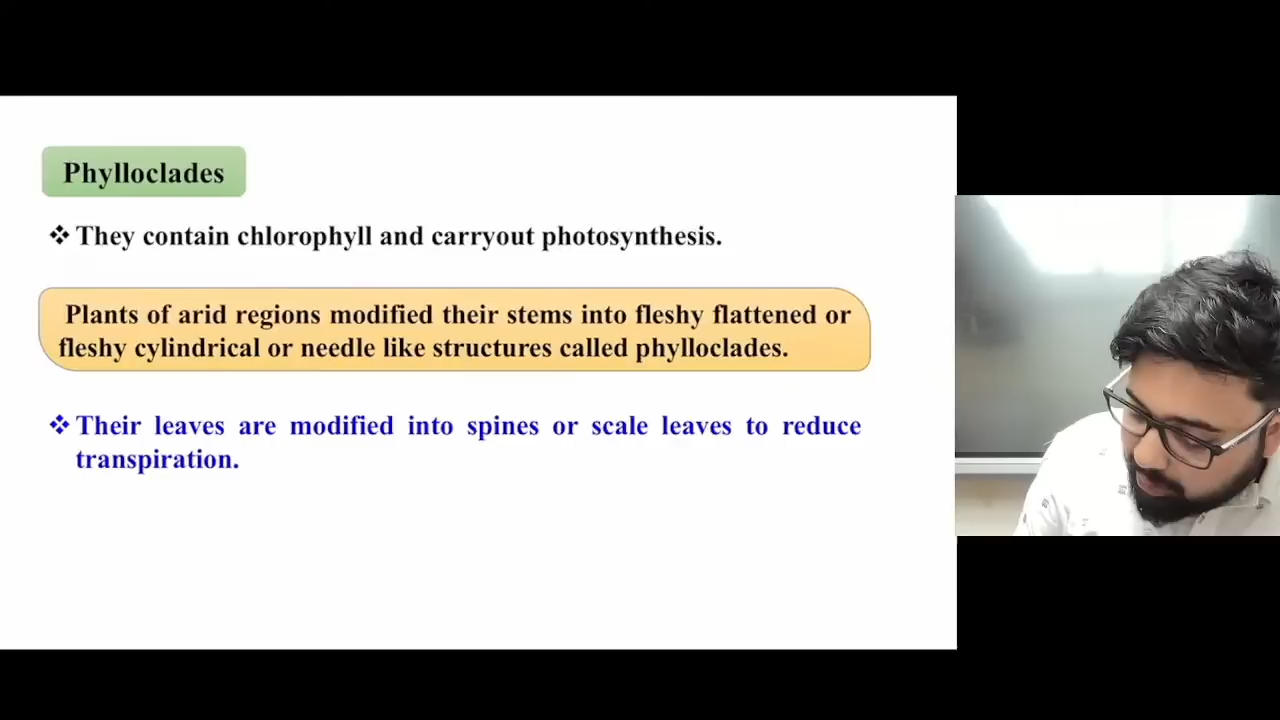 Phylloclades
❖ They contain chlorophyll and carryout photosynthesis.
Plants of arid regions modified their stems into fleshy flattened or
fleshy cylindrical or needle like structures called phylloclades.
❖ Their leaves are modified into spines or scale leaves to reduce
transpiration.